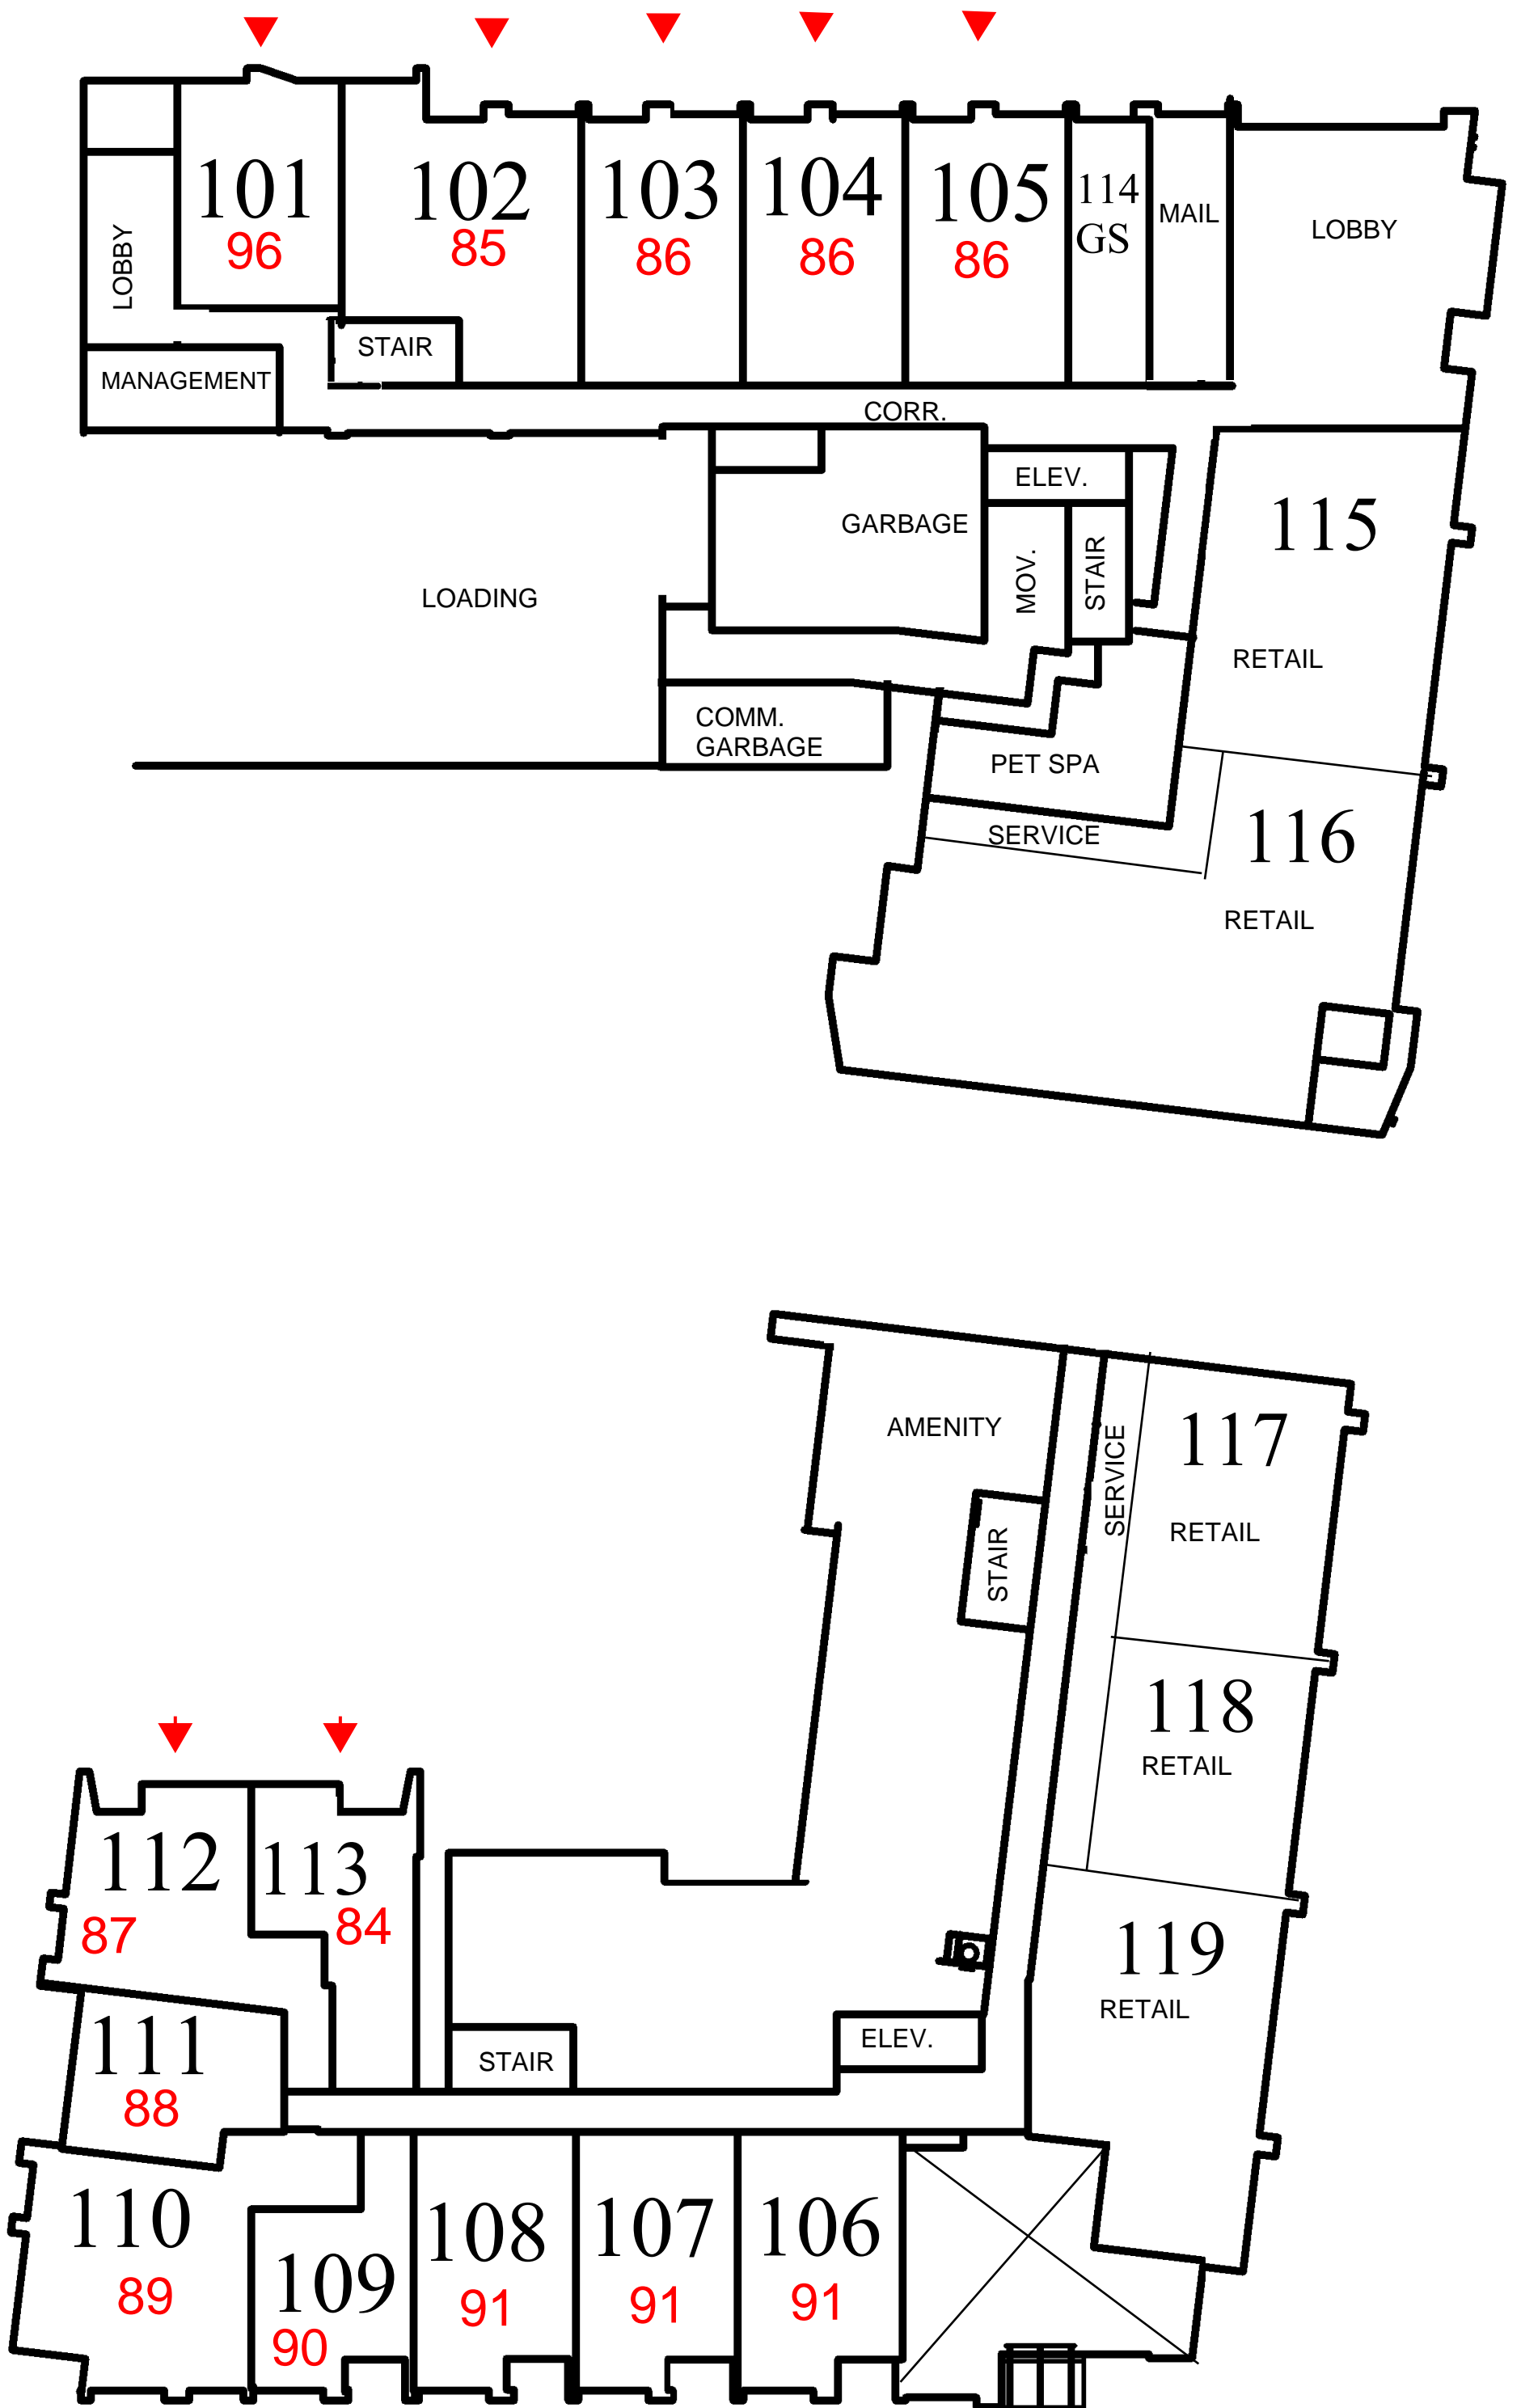 101
102
103
104
105
114
GS
MAIL
LOBBY
96
85
86
86
86
LOBBY
STAIR
MANAGEMENT
CORR.
ELEV.
GARBAGE
115
MOV.
STAIR
LOADING
RETAIL
COMM.
GARBAGE
PET SPA
SERVICE
116
RETAIL
AMENITY
117
SERVICE
RETAIL
STAIR
118
RETAIL
112
113
87
84
119
RETAIL
111
88
STAIR
ELEV.
110
89
109
90
108
91
107
91
106
91